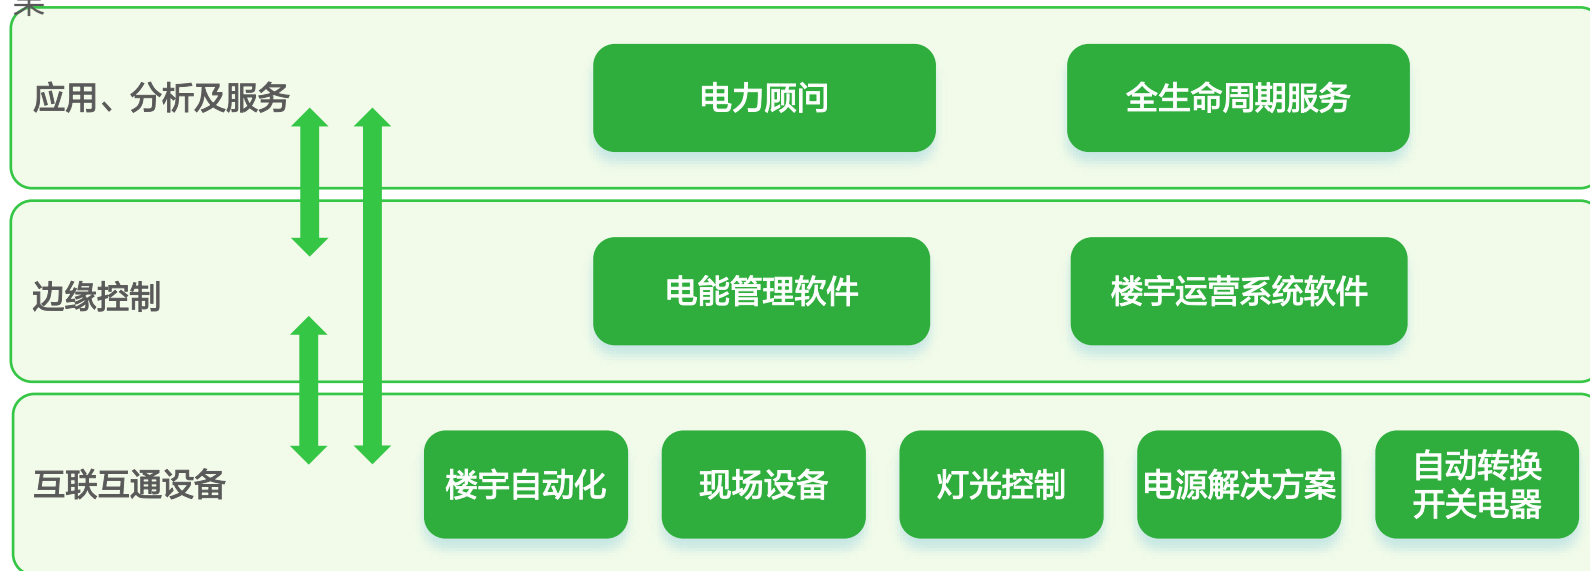 应用、分析及服务
电力顾问
全生命周期服务
边缘控制
电能管理软件
楼宇运营系统软件
互联互通设备
楼宇自动化
现场设备
灯光控制
电源解决方案
自动转换
开关电器